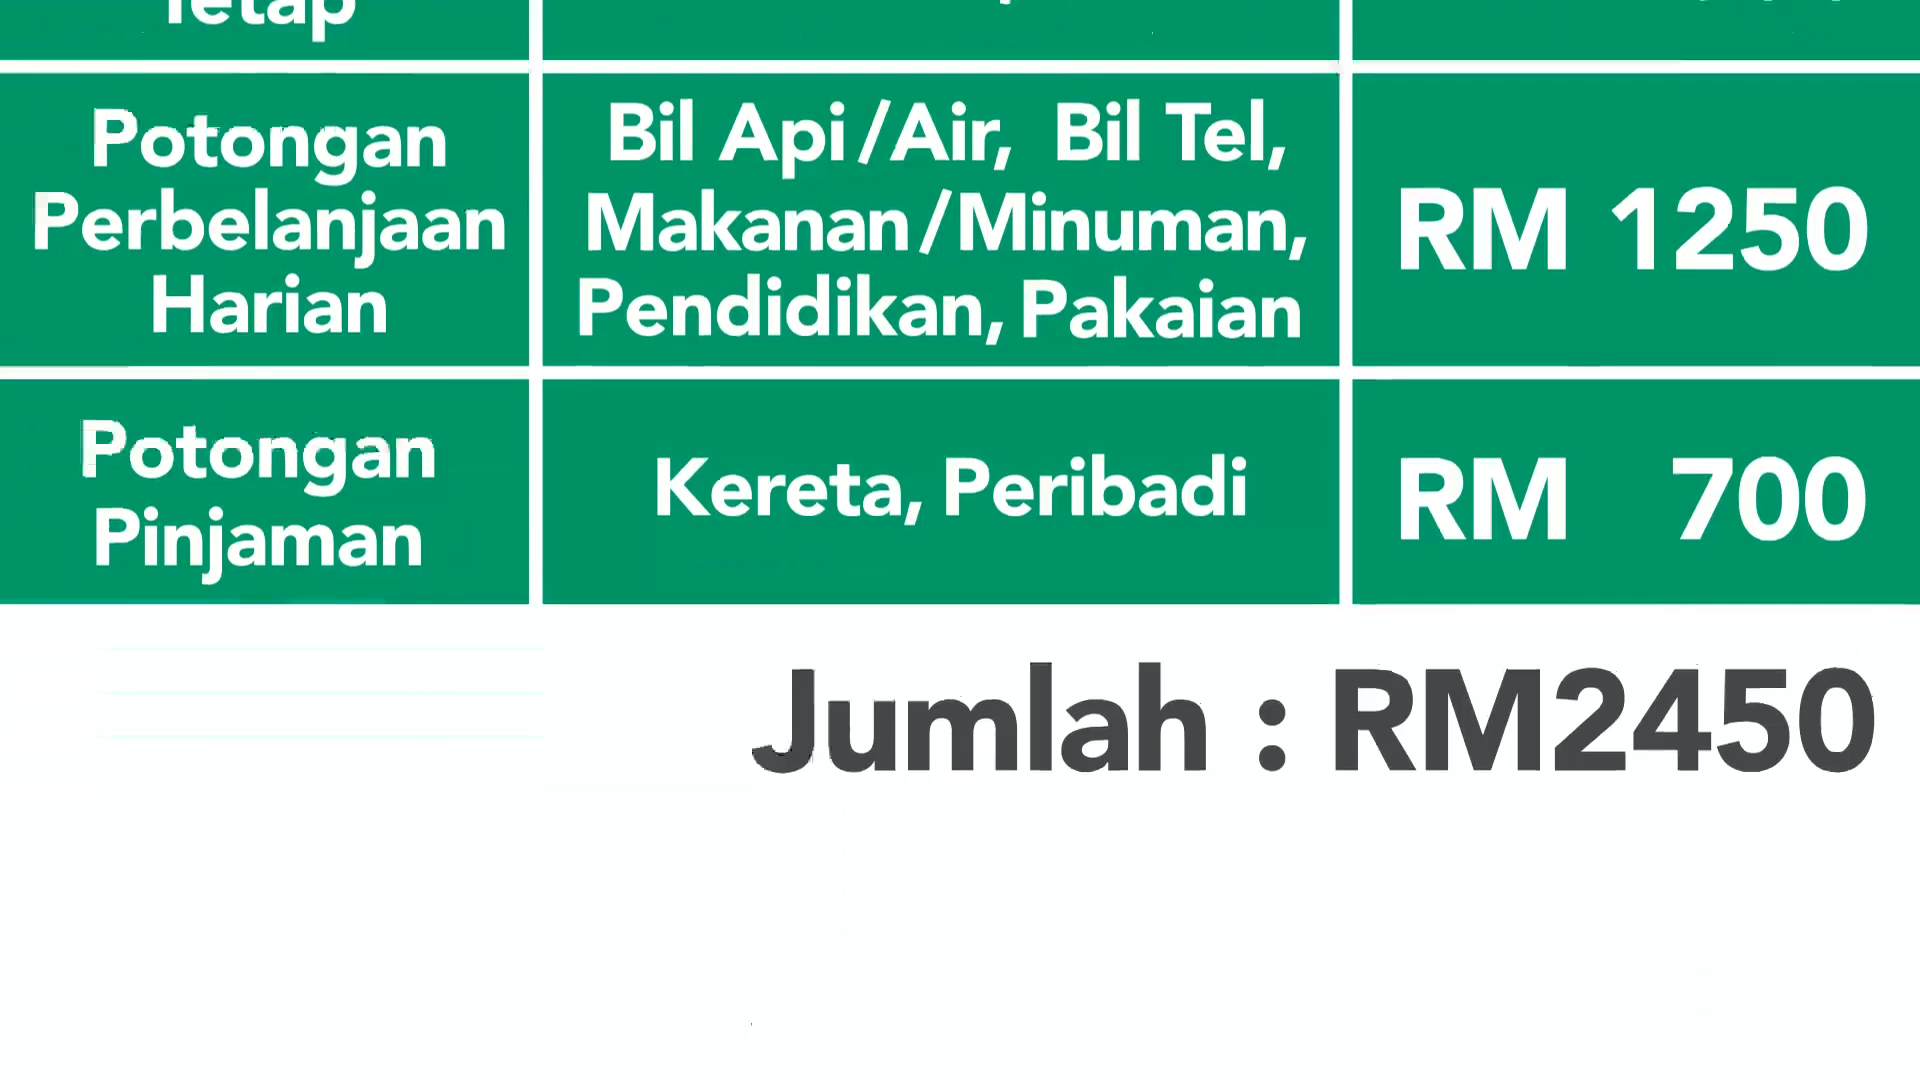 Tetap
Potongan
Perbelanjaan
Harian
Bil Api/Air, Bil Tel,
Makanan/Minuman,
Pendidikan, Pakaian
RM 1250
Potongan
Pinjaman
Kereta, Peribadi
RM 700
Jumlah : RM2450